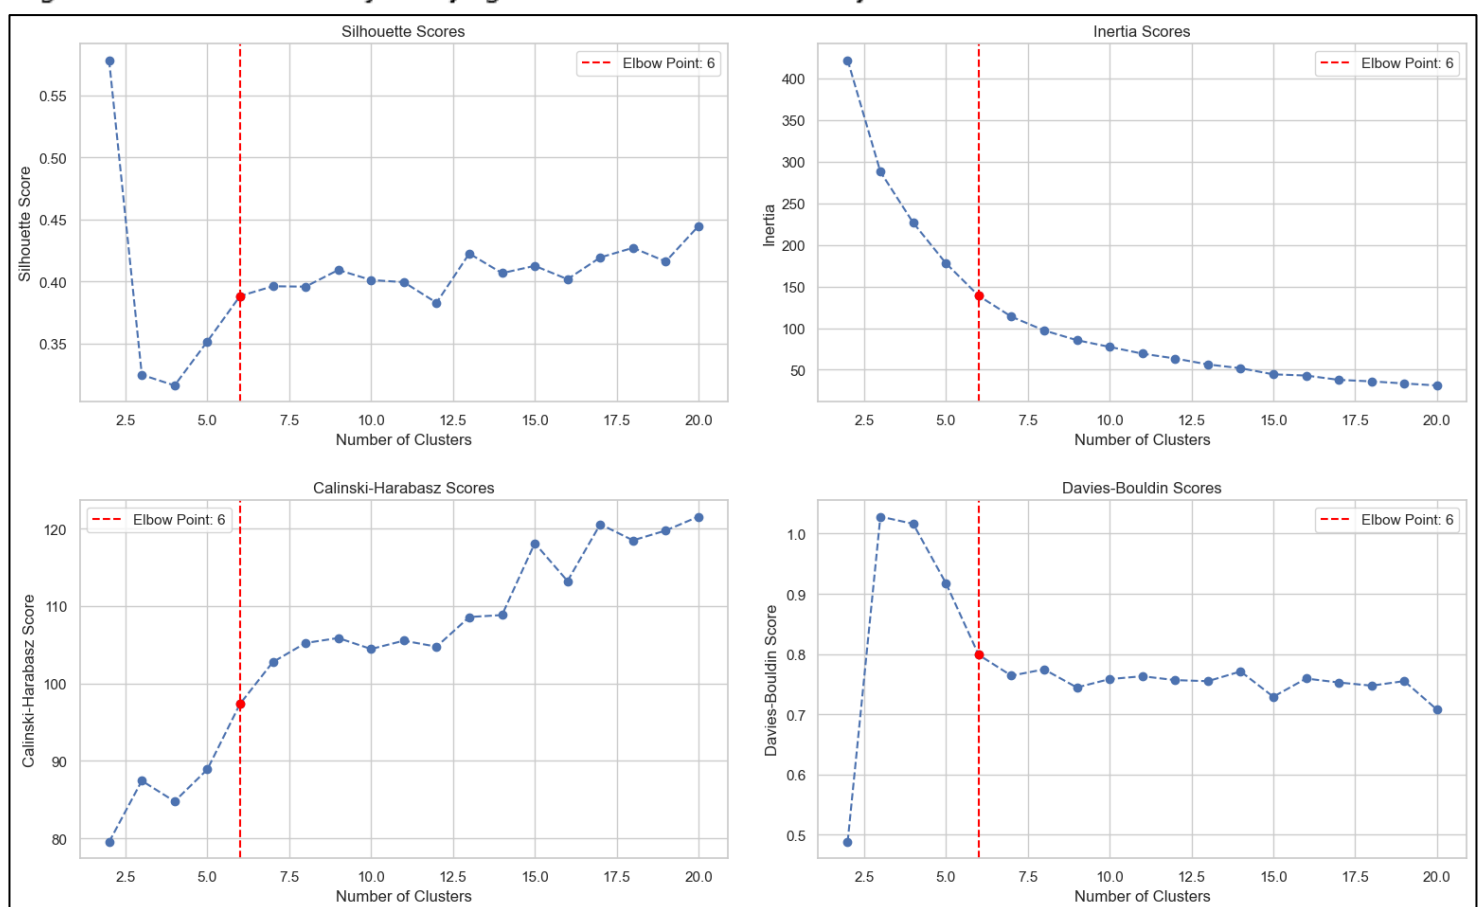 Silhouette Scores
Elbow Point: 6
0.55
0.50
0.45
0.40
0.35
Silhouette Score
2.5 5.0 7.5 10.0 12.5 15.0 17.5 20.0
Number of Clusters
Inertia Scores
Elbow Point: 6
400
350
300
250
200
150
100
50
Inertia
2.5 5.0 7.5 10.0 12.5 15.0 17.5 20.0
Number of Clusters
Calinski-Harabasz Scores
Elbow Point: 6
120
110
100
90
80
Calinski-Harabasz Score
2.5 5.0 7.5 10.0 12.5 15.0 17.5 20.0
Number of Clusters
Davies-Bouldin Scores
Elbow Point: 6
1.0
0.9
0.8
0.7
0.6
0.5
Davies-Bouldin Score
2.5 5.0 7.5 10.0 12.5 15.0 17.5 20.0
Number of Clusters